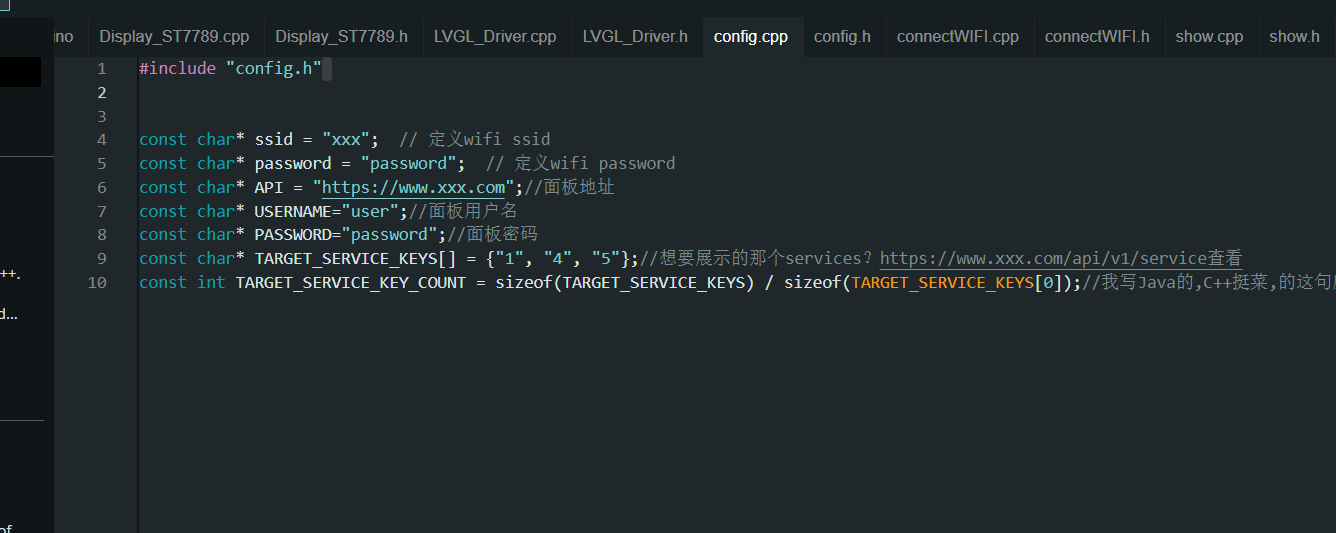 ino Display_ST7789.cpp Display_ST7789.h LVGL_Driver.cpp LVGL_Driver.h config.cpp config.h connectWIFI.cpp connectWIFI.h show.cpp show.h
1 #include "config.h"
2
3
4 const char* ssid = "xxx";  // 定义wifi ssid
5 const char* password = "password";  // 定义wifi password
6 const char* API = "https://www.xxx.com";//面板地址
7 const char* USERNAME="user";//面板用户名
8 const char* PASSWORD="password";//面板密码
9 const char* TARGET_SERVICE_KEYS[] = {"1", "4", "5"};//想要展示的那个services？https://www.xxx.com/api/v1/service查看
++.
10 const int TARGET_SERVICE_KEY_COUNT = sizeof(TARGET_SERVICE_KEYS) / sizeof(TARGET_SERVICE_KEYS[0]);//我写Java的,C++挺菜,的这句
d...
of